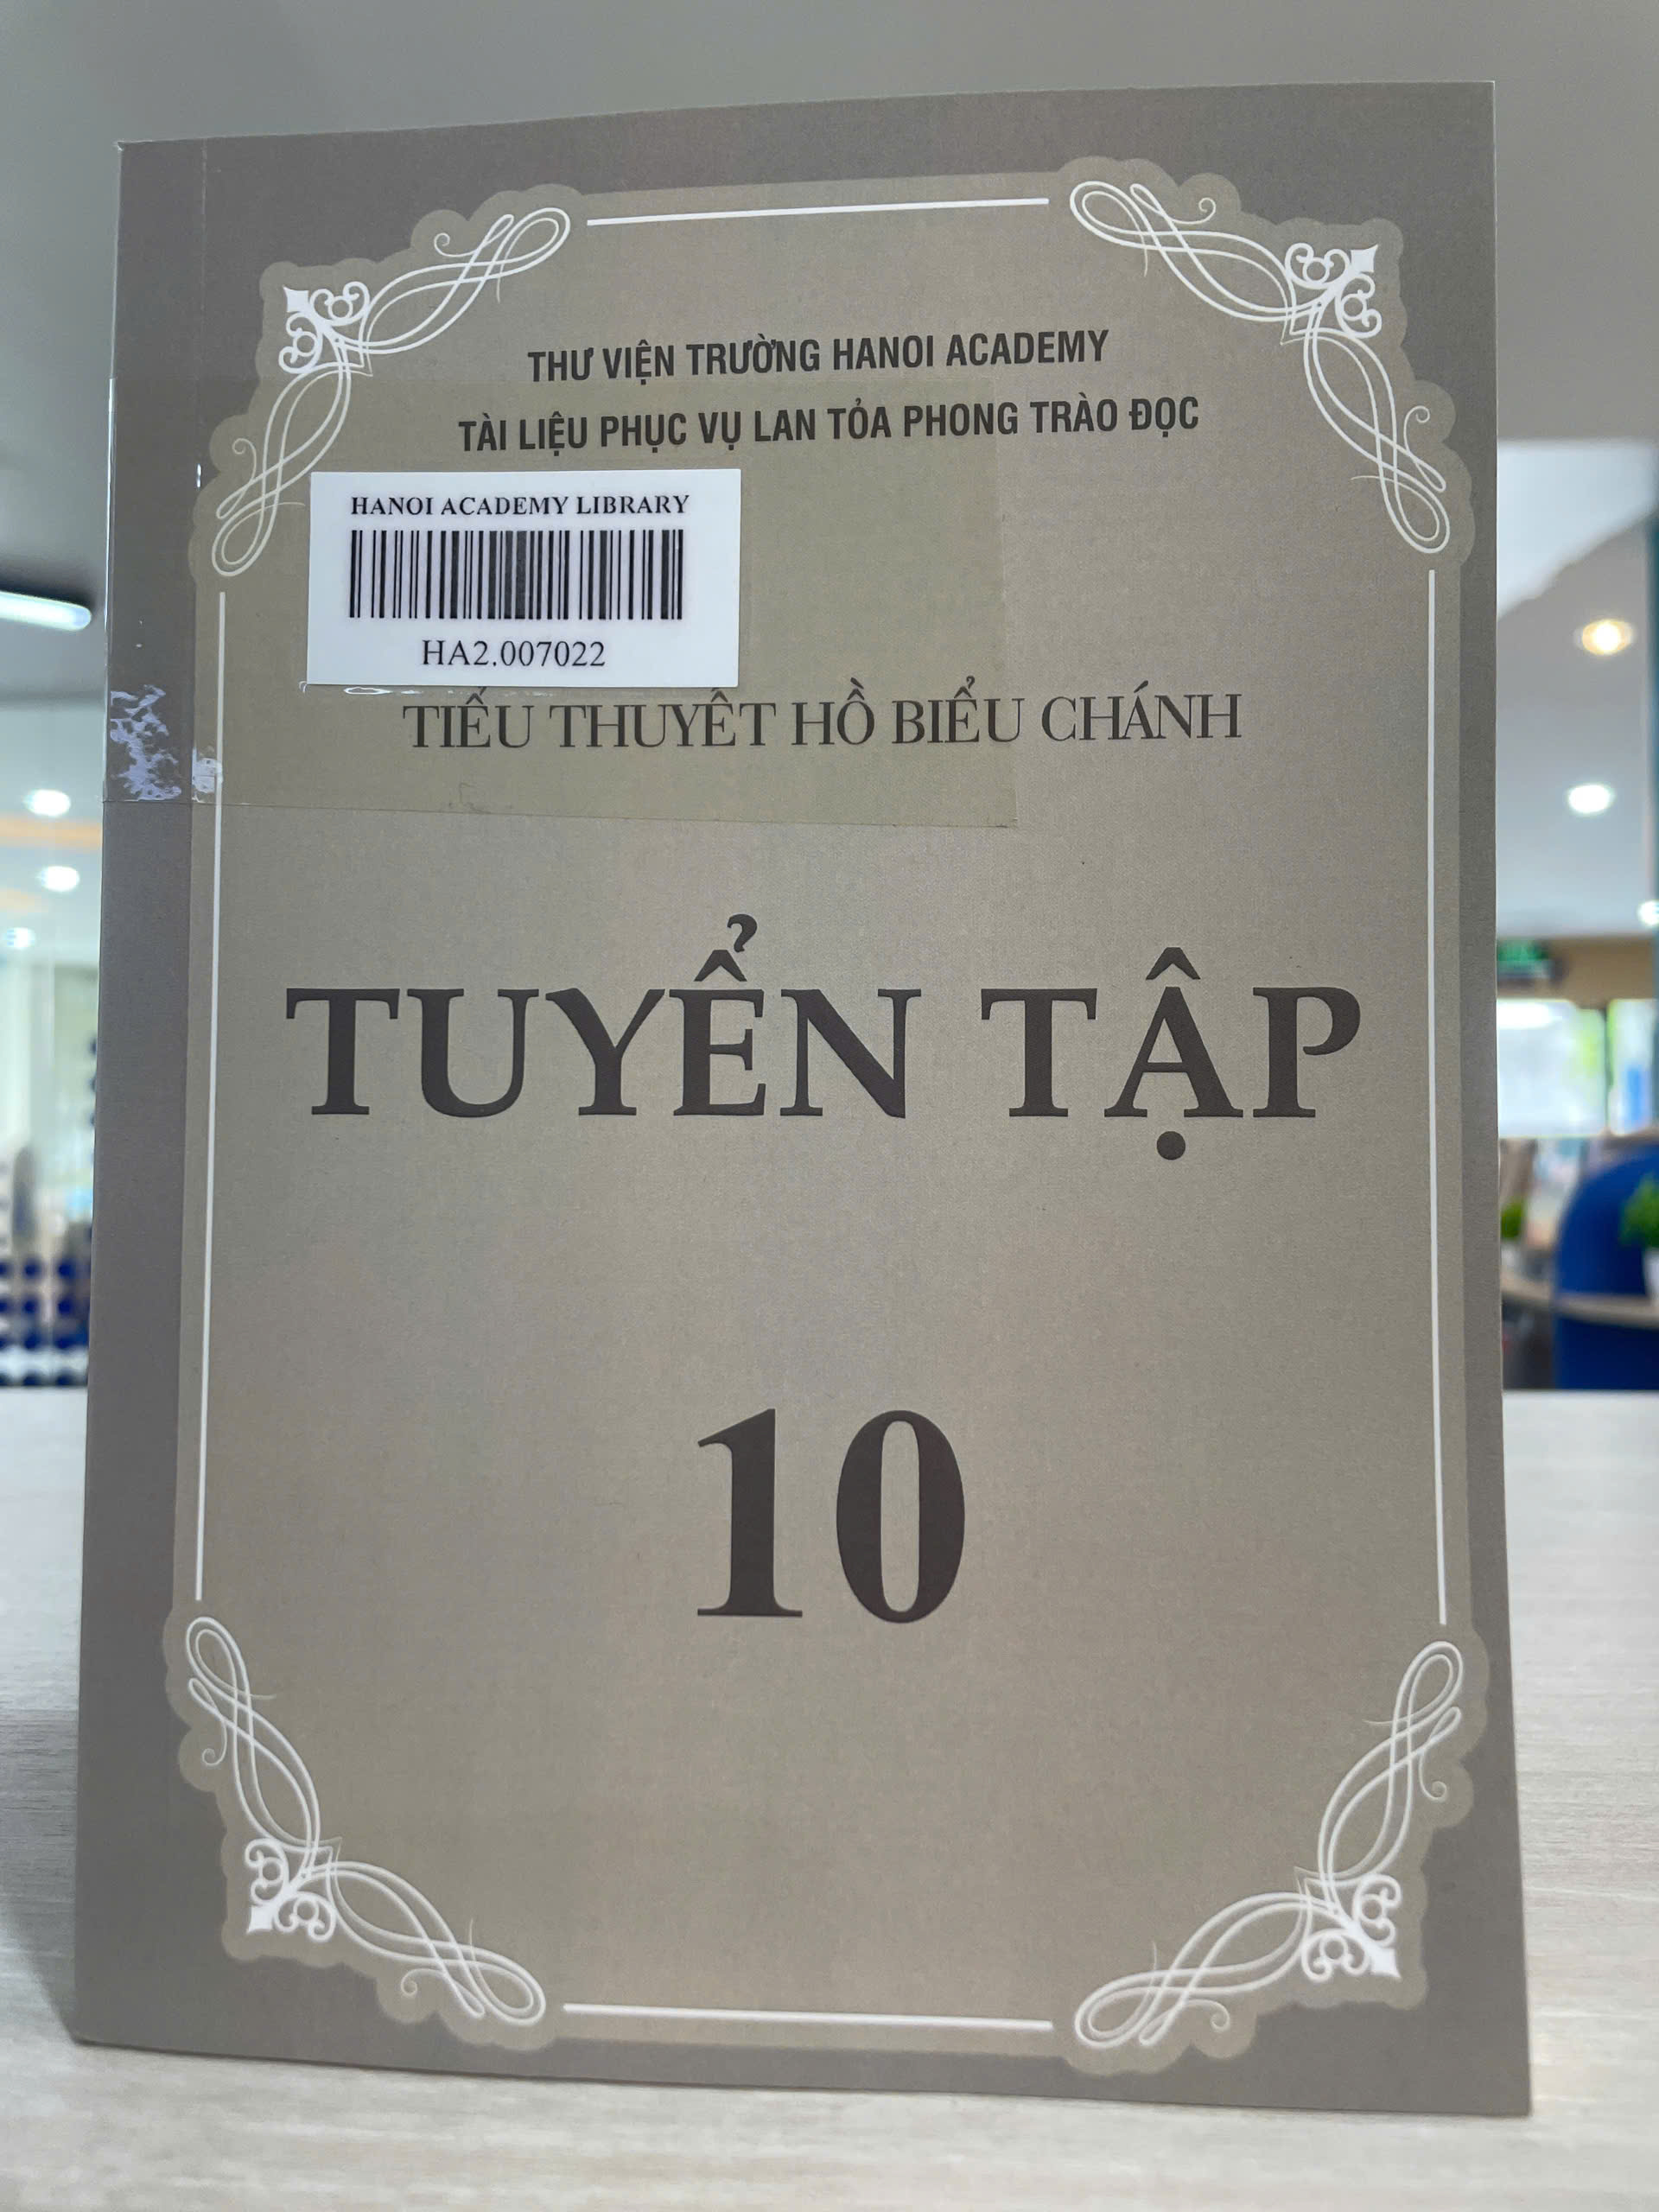 THƯ VIỆN TRƯỜNG HANOI ACADEMY
TÀI LIỆU PHỤC VỤ LAN TỎA PHONG TRÀO ĐỌC
HANOI ACADEMY LIBRARY
HA2.007022
TIỂU THUYẾT HỒ BIỂU CHÁNH
TUYỂN TẬP
10